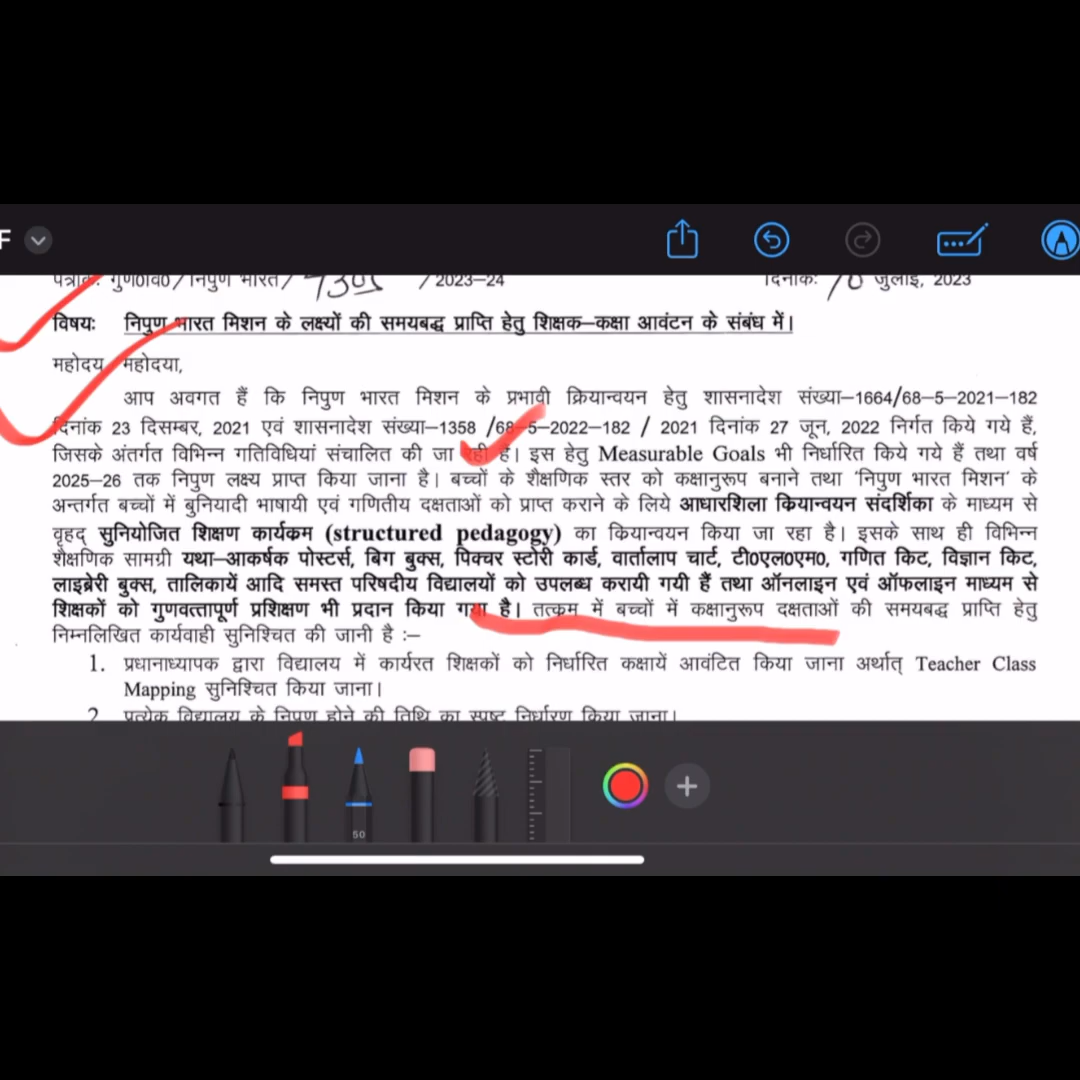 F
पत्रांक: गुण0वि0/निपुण भारत/ 7305 /2023–24 दिनांक: 10 जुलाई, 2023
विषयः निपुण भारत मिशन के लक्ष्यों की समयबद्ध प्राप्ति हेतु शिक्षक–कक्षा आवंटन के संबंध में।
महोदय महोदया,
आप अवगत हैं कि निपुण भारत मिशन के प्रभावी क्रियान्वयन हेतु शासनादेश संख्या–1664/68–5–2021–182
दिनांक 23 दिसम्बर, 2021 एवं शासनादेश संख्या–1358 /68–5–2022–182 / 2021 दिनांक 27 जून, 2022 निर्गत किये गये हैं,
जिसके अंतर्गत विभिन्न गतिविधियां संचालित की जा रही हैं। इस हेतु Measurable Goals भी निर्धारित किये गये हैं तथा वर्ष
2025–26 तक निपुण लक्ष्य प्राप्त किया जाना है। बच्चों के शैक्षणिक स्तर को कक्षानुरूप बनाने तथा 'निपुण भारत मिशन' के
अन्तर्गत बच्चों में बुनियादी भाषायी एवं गणितीय दक्षताओं को प्राप्त कराने के लिये आधारशिला क्रियान्वयन संदर्शिका के माध्यम से
वृहद् सुनियोजित शिक्षण कार्यकम (structured pedagogy) का क्रियान्वयन किया जा रहा है। इसके साथ ही विभिन्न
शैक्षणिक सामग्री यथा–आकर्षक पोस्टर्स, बिग बुक्स, पिक्चर स्टोरी कार्ड, वार्तालाप चार्ट, टी0एल0एम0, गणित किट, विज्ञान किट,
लाइब्रेरी बुक्स, तालिकायें आदि समस्त परिषदीय विद्यालयों को उपलब्ध करायी गयी हैं तथा ऑनलाइन एवं ऑफलाइन माध्यम से
शिक्षकों को गुणवत्तापूर्ण प्रशिक्षण भी प्रदान किया गया है। तत्कम में बच्चों में कक्षानुरूप दक्षताओं की समयबद्ध प्राप्ति हेतु
निम्नलिखित कार्यवाही सुनिश्चित की जानी है :–
1. प्रधानाध्यापक द्वारा विद्यालय में कार्यरत शिक्षकों को निर्धारित कक्षायें आवंटित किया जाना अर्थात् Teacher Class
Mapping सुनिश्चित किया जाना।
2 प्रत्येक विद्यालय के निपुण होने की तिथि का स्पष्ट निर्धारण किया जाना।
50